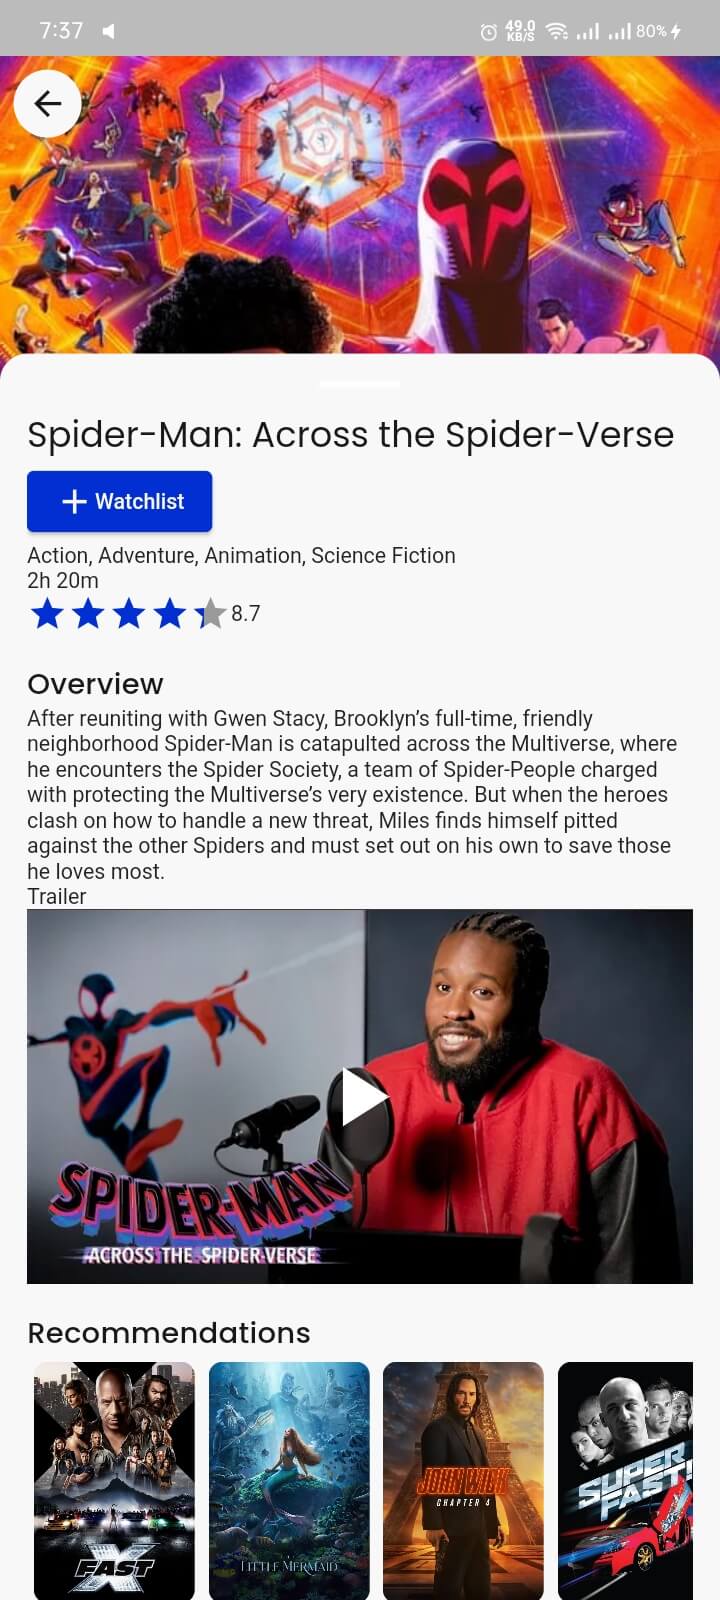 7:37
49.0
KB/S
80%
Spider-Man: Across the Spider-Verse
+ Watchlist
Action, Adventure, Animation, Science Fiction
2h 20m
8.7
Overview
After reuniting with Gwen Stacy, Brooklyn’s full-time, friendly
neighborhood Spider-Man is catapulted across the Multiverse, where
he encounters the Spider Society, a team of Spider-People charged
with protecting the Multiverse’s very existence. But when the heroes
clash on how to handle a new threat, Miles finds himself pitted
against the other Spiders and must set out on his own to save those
he loves most.
Trailer
SPIDER-MAN
ACROSS THE SPIDER-VERSE
Recommendations
FAST X
LITTLE MERMAID
JOHN WICK
CHAPTER 4
SUPER
FAST!